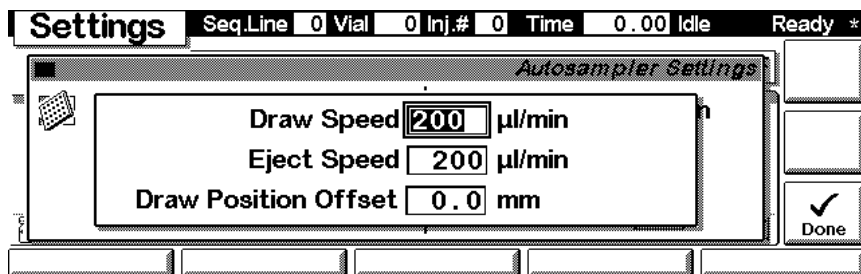 Settings Seq.Line 0 Vial 0 Inj.# 0 Time 0.00 Idle Ready *
Autosampler Settings
Draw Speed 200 µl/min
Eject Speed 200 µl/min
Draw Position Offset 0.0 mm
Done